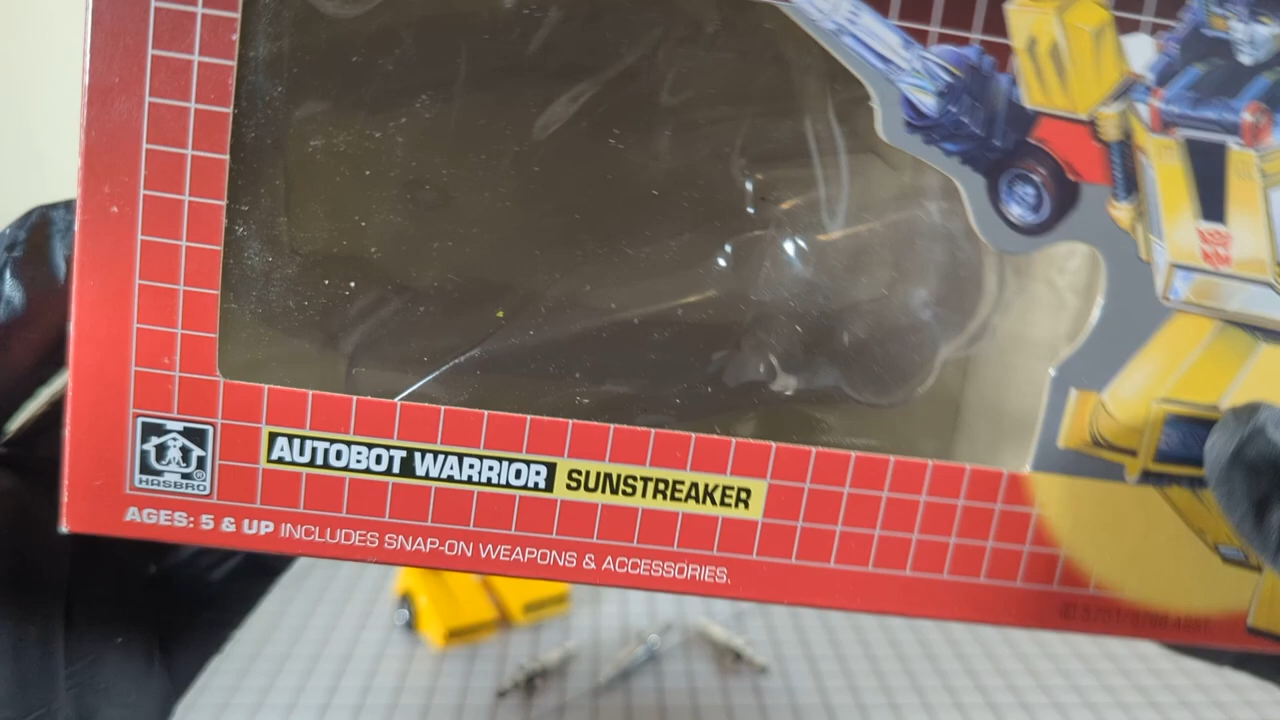 AUTOBOT WARRIOR SUNSTREAKER
HASBRO
®
AGES: 5 & UP INCLUDES SNAP-ON WEAPONS & ACCESSORIES.